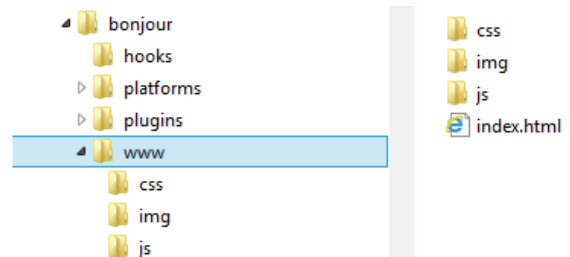 bonjour
hooks
platforms
plugins
www
css
img
js
css
img
js
index.html